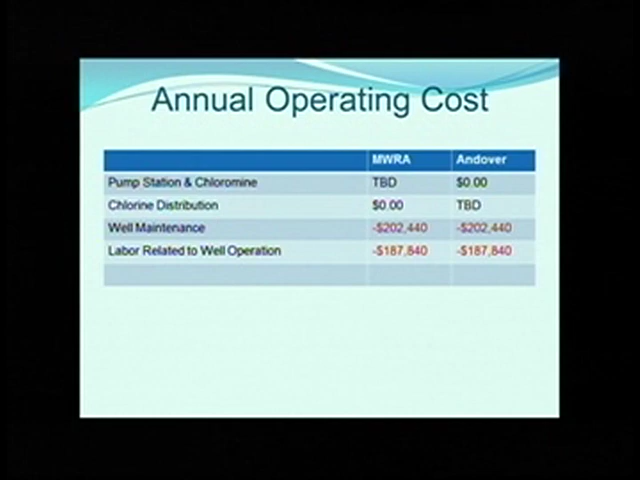 Annual Operating Cost
MWRA Andover
Pump Station & Chloromine TBD $0.00
Chlorine Distribution $0.00 TBD
Well Maintenance -$202,440 -$202,440
Labor Related to Well Operation -$187,840 -$187,840